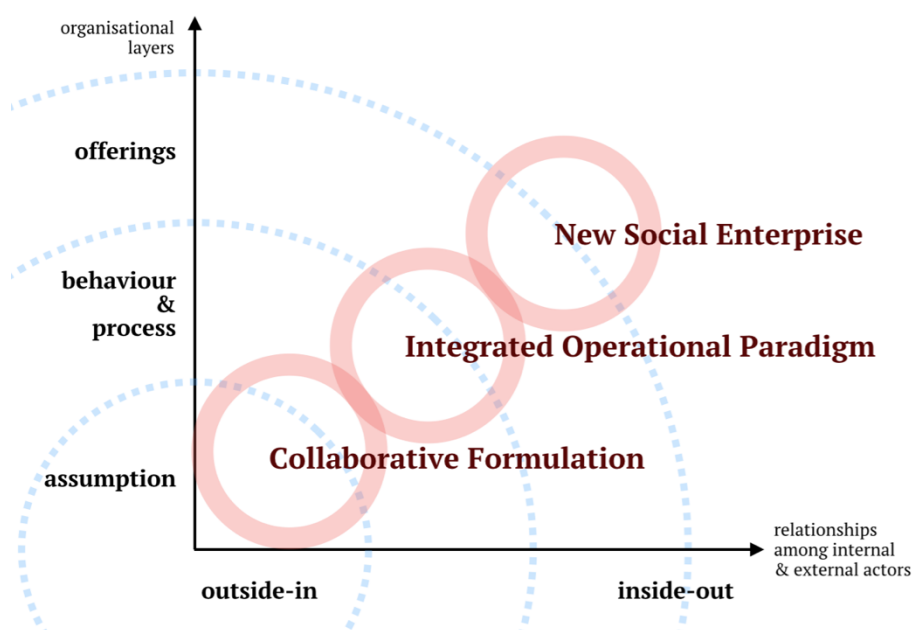 organisational
layers
offerings
New Social Enterprise
behaviour
&
process
Integrated Operational Paradigm
Collaborative Formulation
assumption
relationships
among internal
& external actors
outside-in
inside-out